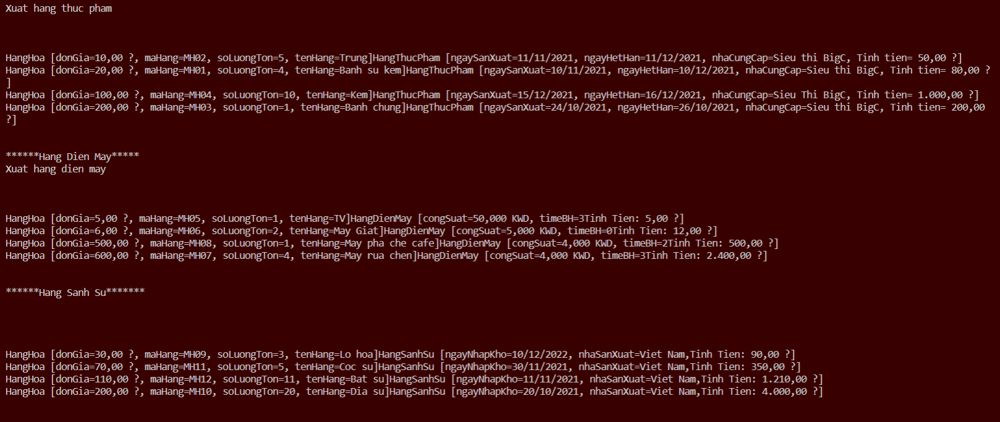 Xuat hang thuc pham
HangHoa [donGia=10,00 ?, maHang=MH02, soLuongTon=5, tenHang=Trung]HangThucPham [ngaySanXuat=11/11/2021, ngayHetHan=11/12/2021, nhaCungCap=Sieu thi BigC, Tinh tien= 50,00 ?]
HangHoa [donGia=20,00 ?, maHang=MH01, soLuongTon=4, tenHang=Banh su kem]HangThucPham [ngaySanXuat=10/11/2021, ngayHetHan=10/12/2021, nhaCungCap=Sieu thi BigC, Tinh tien= 80,00 ?
]
HangHoa [donGia=100,00 ?, maHang=MH04, soLuongTon=10, tenHang=Kem]HangThucPham [ngaySanXuat=15/12/2021, ngayHetHan=16/12/2021, nhaCungCap=Sieu Thi BigC, Tinh tien= 1.000,00 ?]
HangHoa [donGia=200,00 ?, maHang=MH03, soLuongTon=1, tenHang=Banh chung]HangThucPham [ngaySanXuat=24/10/2021, ngayHetHan=26/10/2021, nhaCungCap=Sieu thi BigC, Tinh tien= 200,00
?]
******Hang Dien May*****
Xuat hang dien may
HangHoa [donGia=5,00 ?, maHang=MH05, soLuongTon=1, tenHang=TV]HangDienMay [congSuat=50,000 KWD, timeBH=3Tinh Tien: 5,00 ?]
HangHoa [donGia=6,00 ?, maHang=MH06, soLuongTon=2, tenHang=May Giat]HangDienMay [congSuat=5,000 KWD, timeBH=0Tinh Tien: 12,00 ?]
HangHoa [donGia=500,00 ?, maHang=MH08, soLuongTon=1, tenHang=May pha che cafe]HangDienMay [congSuat=4,000 KWD, timeBH=2Tinh Tien: 500,00 ?]
HangHoa [donGia=600,00 ?, maHang=MH07, soLuongTon=4, tenHang=May rua chen]HangDienMay [congSuat=4,000 KWD, timeBH=3Tinh Tien: 2.400,00 ?]
******Hang Sanh Su*******
HangHoa [donGia=30,00 ?, maHang=MH09, soLuongTon=3, tenHang=Lo hoa]HangSanhSu [ngayNhapKho=10/12/2022, nhaSanXuat=Viet Nam,Tinh Tien: 90,00 ?]
HangHoa [donGia=70,00 ?, maHang=MH11, soLuongTon=5, tenHang=Coc su]HangSanhSu [ngayNhapKho=30/11/2021, nhaSanXuat=Viet Nam,Tinh Tien: 350,00 ?]
HangHoa [donGia=110,00 ?, maHang=MH12, soLuongTon=11, tenHang=Bat su]HangSanhSu [ngayNhapKho=11/11/2021, nhaSanXuat=Viet Nam,Tinh Tien: 1.210,00 ?]
HangHoa [donGia=200,00 ?, maHang=MH10, soLuongTon=20, tenHang=Dia su]HangSanhSu [ngayNhapKho=20/10/2021, nhaSanXuat=Viet Nam,Tinh Tien: 4.000,00 ?]